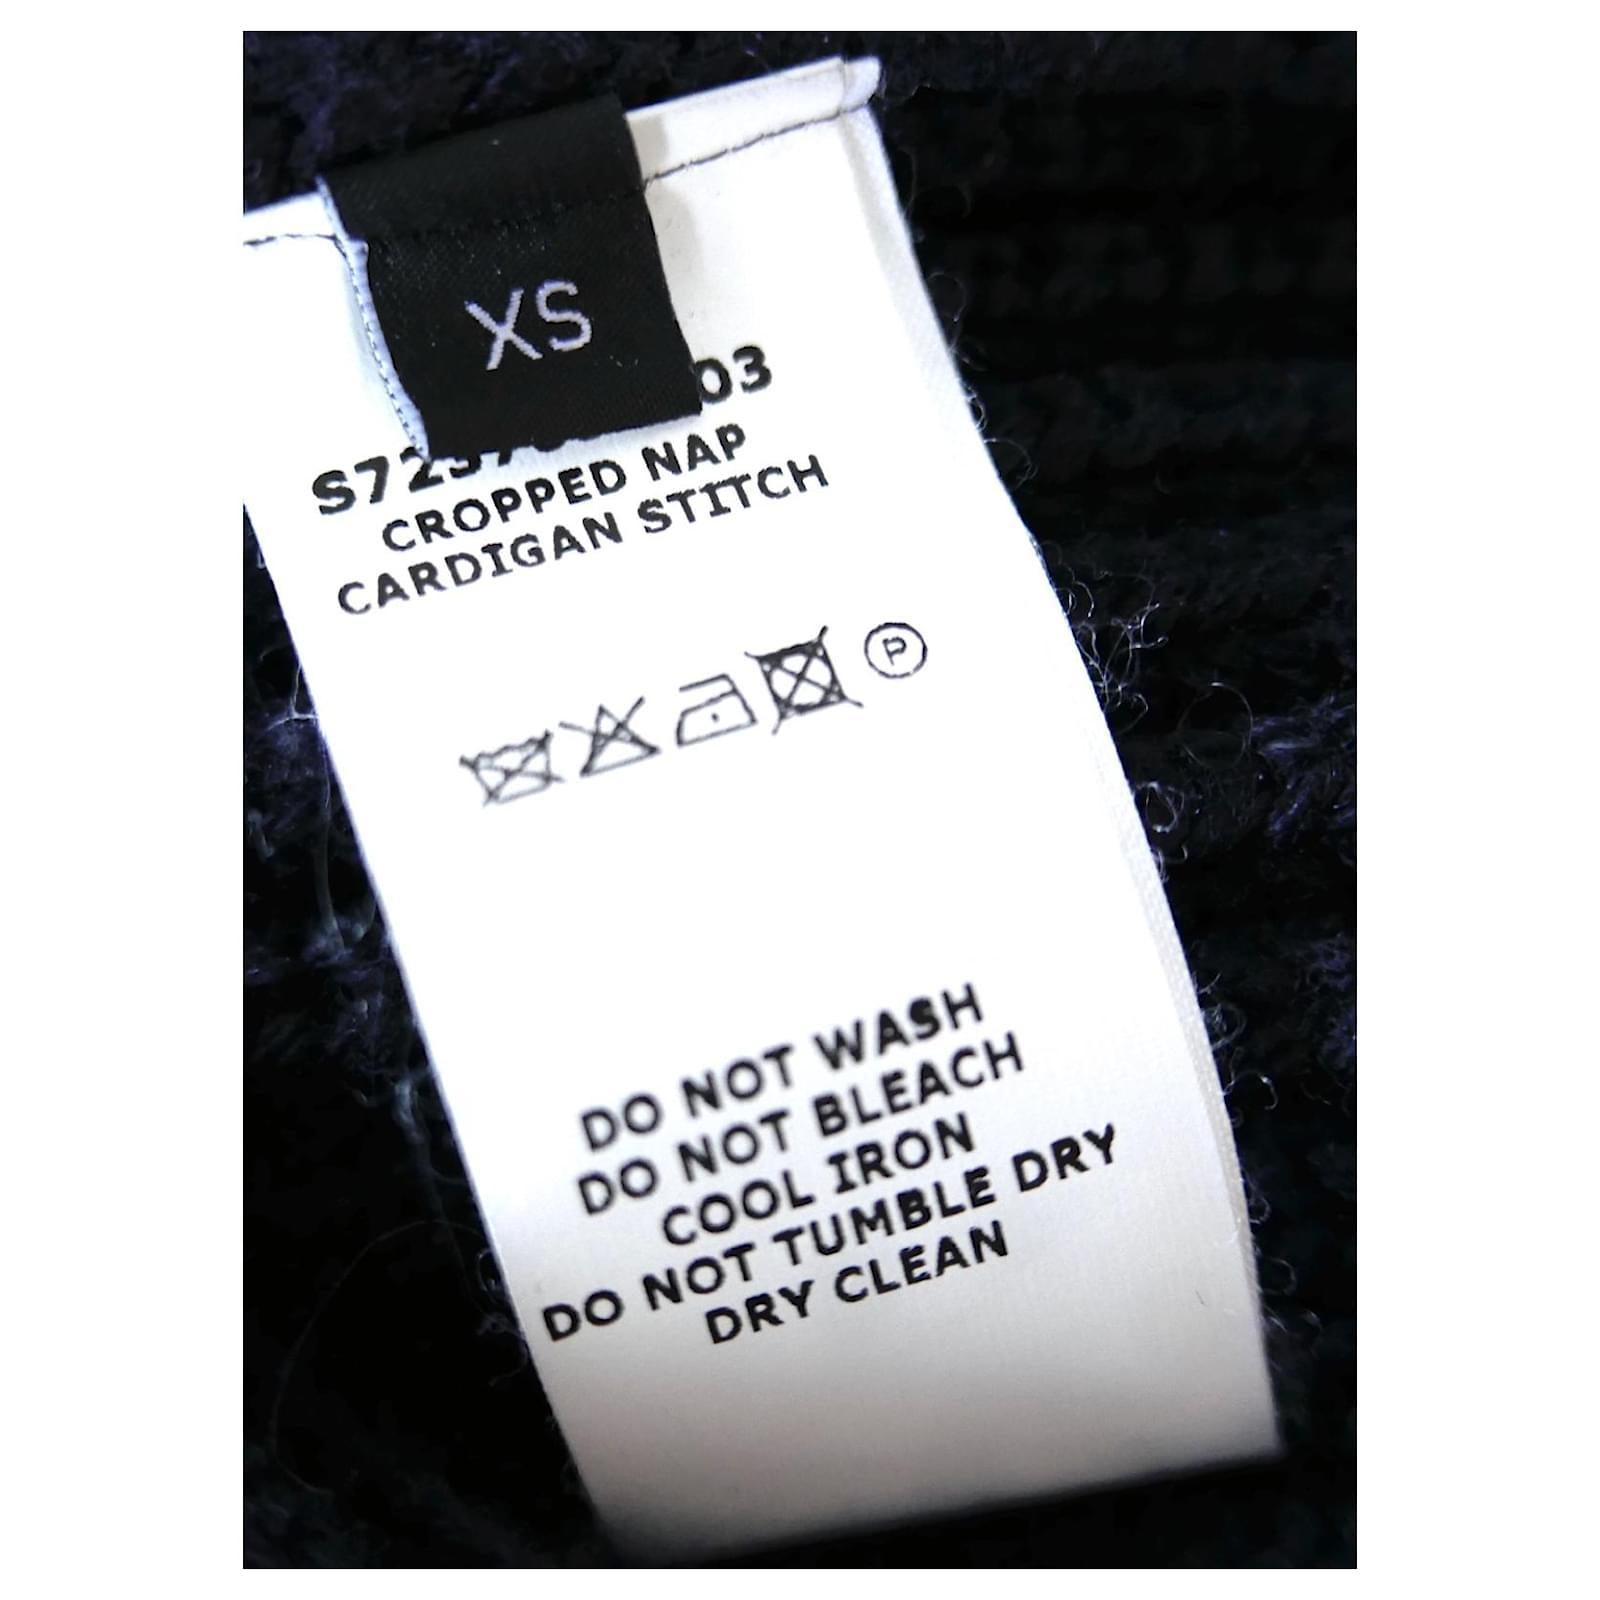 XS
CROPPED NAP
CARDIGAN STITCH
P
DO NOT WASH
DO NOT BLEACH
COOL IRON
DO NOT TUMBLE DRY
DRY CLEAN